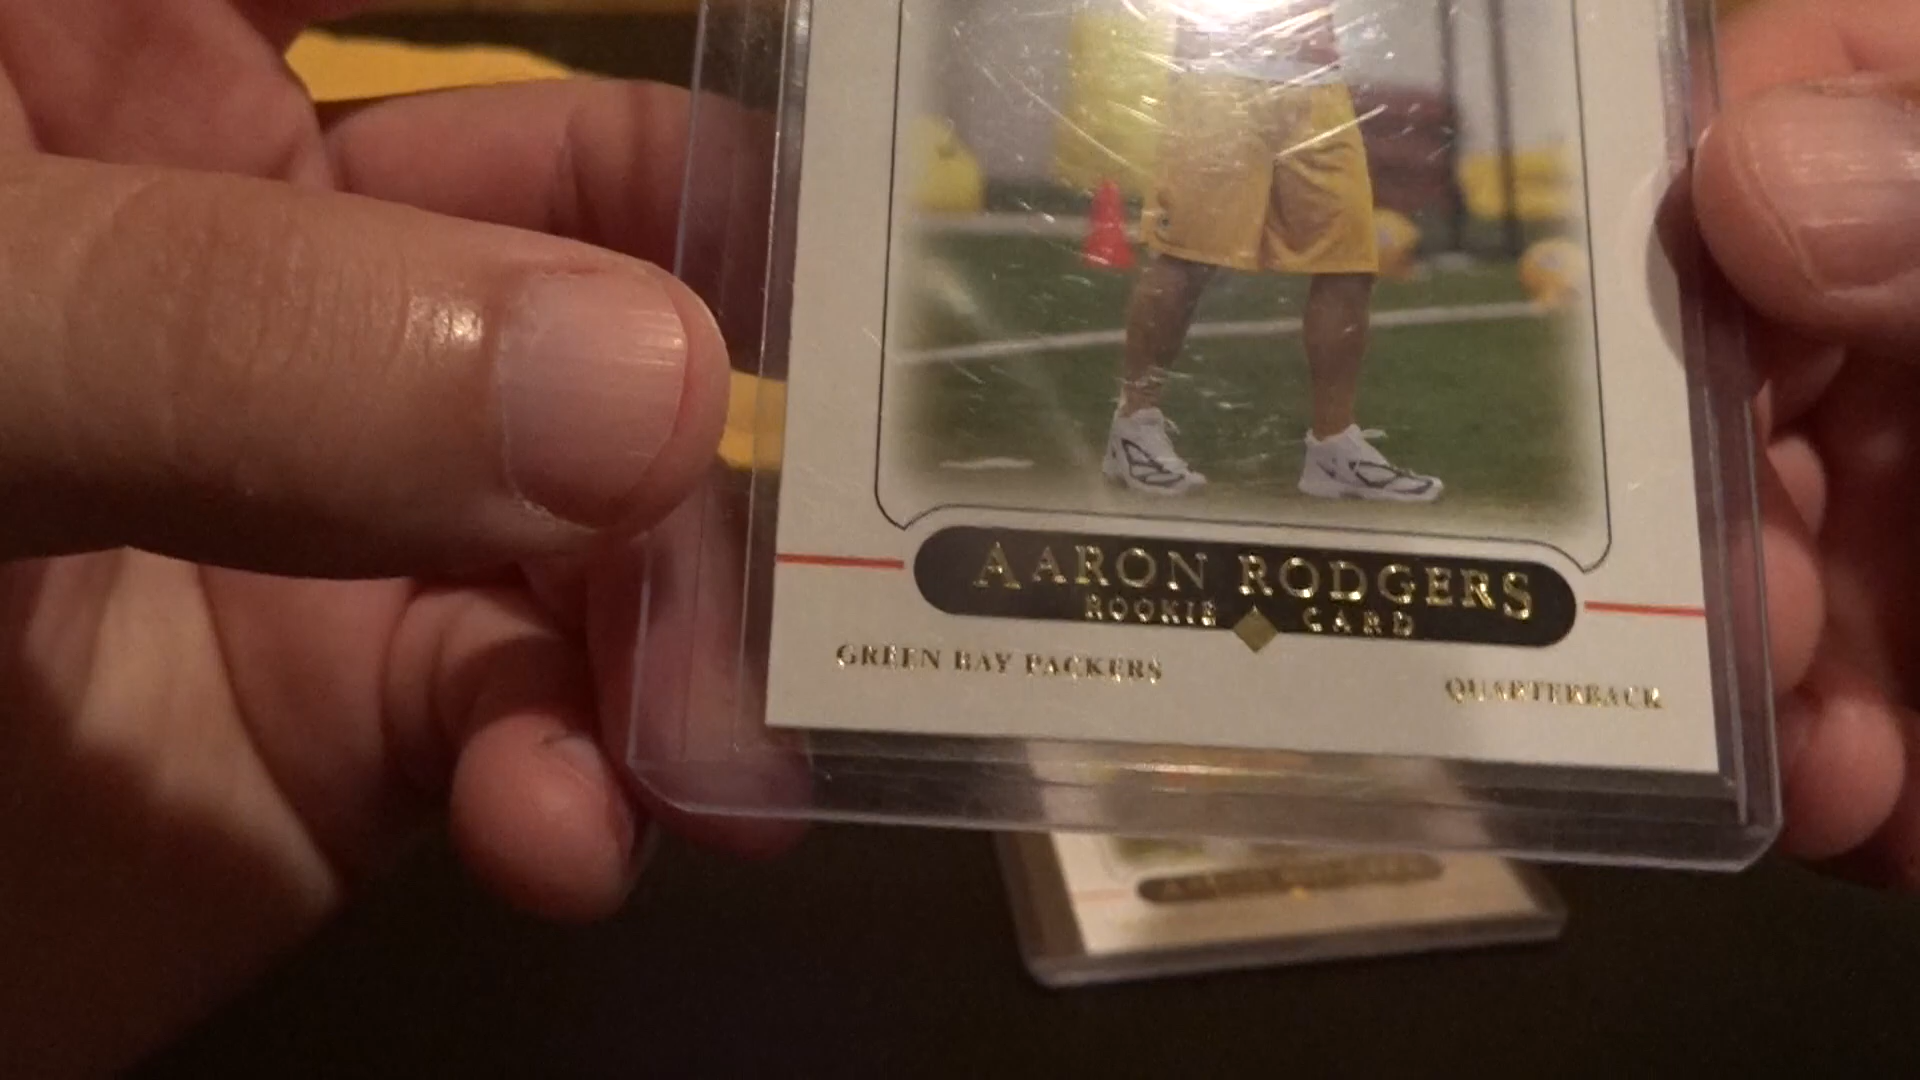 AARON RODGERS
ROOKIE CARD
GREEN BAY PACKERS
QUARTERBACK